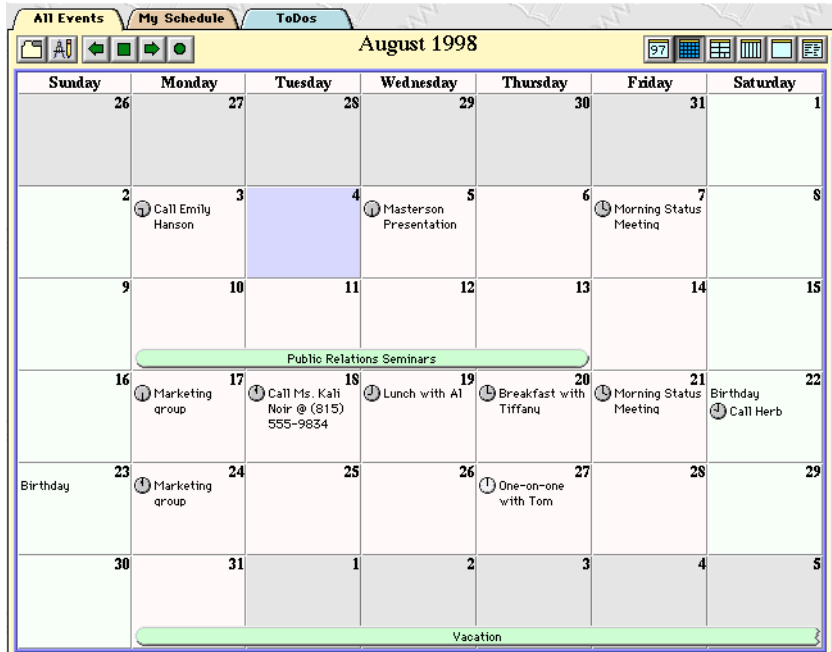 All Events My Schedule ToDos
August 1998
97
Sunday Monday Tuesday Wednesday Thursday Friday Saturday
26 27 28 29 30 31 1
2 3 4 5 6 7 8
Call Emily
Hanson
Masterson
Presentation
Morning Status
Meeting
9 10 11 12 13 14 15
Public Relations Seminars
16 17 18 19 20 21 22
Marketing
group
Call Ms. Kali
Noir @ (815)
555-9834
Lunch with Al
Breakfast with
Tiffany
Morning Status
Meeting
Birthday
Call Herb
23 24 25 26 27 28 29
Birthday
Marketing
group
One-on-one
with Tom
30 31 1 2 3 4 5
Vacation